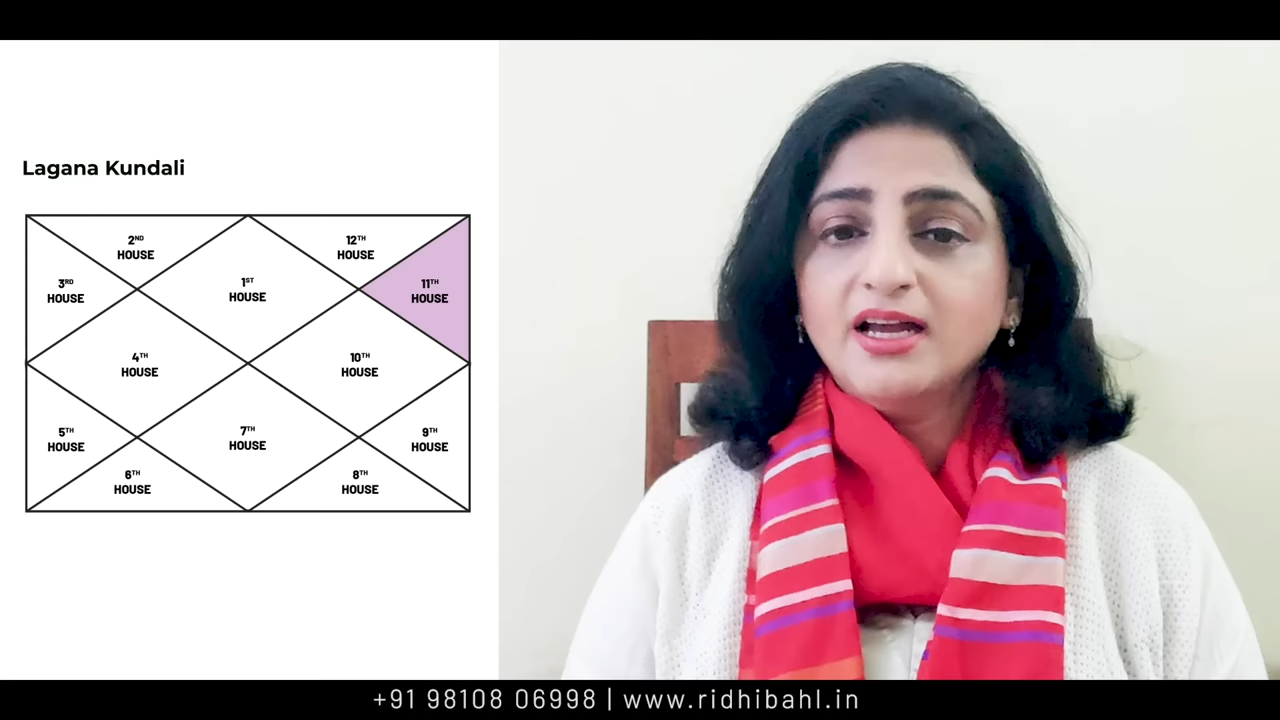 Lagana Kundali
2ND
HOUSE
12TH
HOUSE
3RD
HOUSE
1ST
HOUSE
11TH
HOUSE
4TH
HOUSE
10TH
HOUSE
5TH
HOUSE
7TH
HOUSE
9TH
HOUSE
6TH
HOUSE
8TH
HOUSE
+91 98108 06998 | www.ridhibahl.in